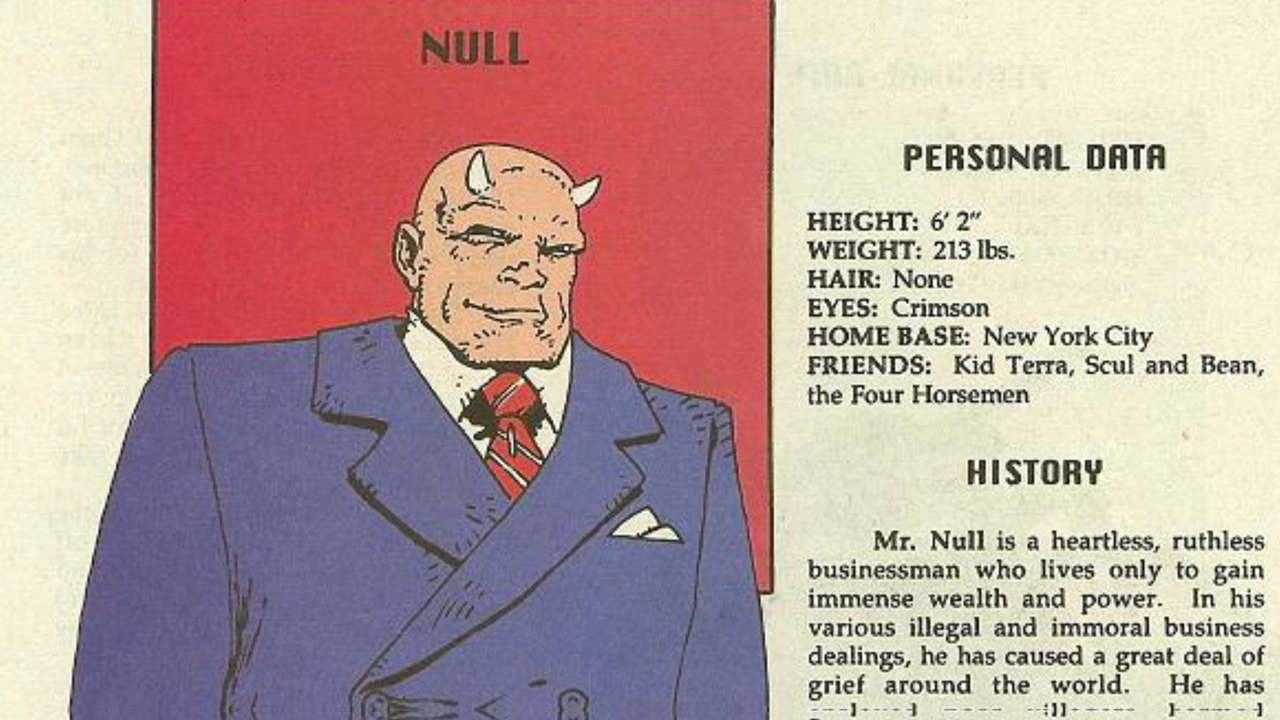 NULL
PERSONAL DATA
HEIGHT: 6' 2"
WEIGHT: 213 lbs.
HAIR: None
EYES: Crimson
HOME BASE: New York City
FRIENDS: Kid Terra, Scul and Bean,
the Four Horsemen
HISTORY
Mr. Null is a heartless, ruthless
businessman who lives only to gain
immense wealth and power. In his
various illegal and immoral business
dealings, he has caused a great deal of
grief around the world. He has